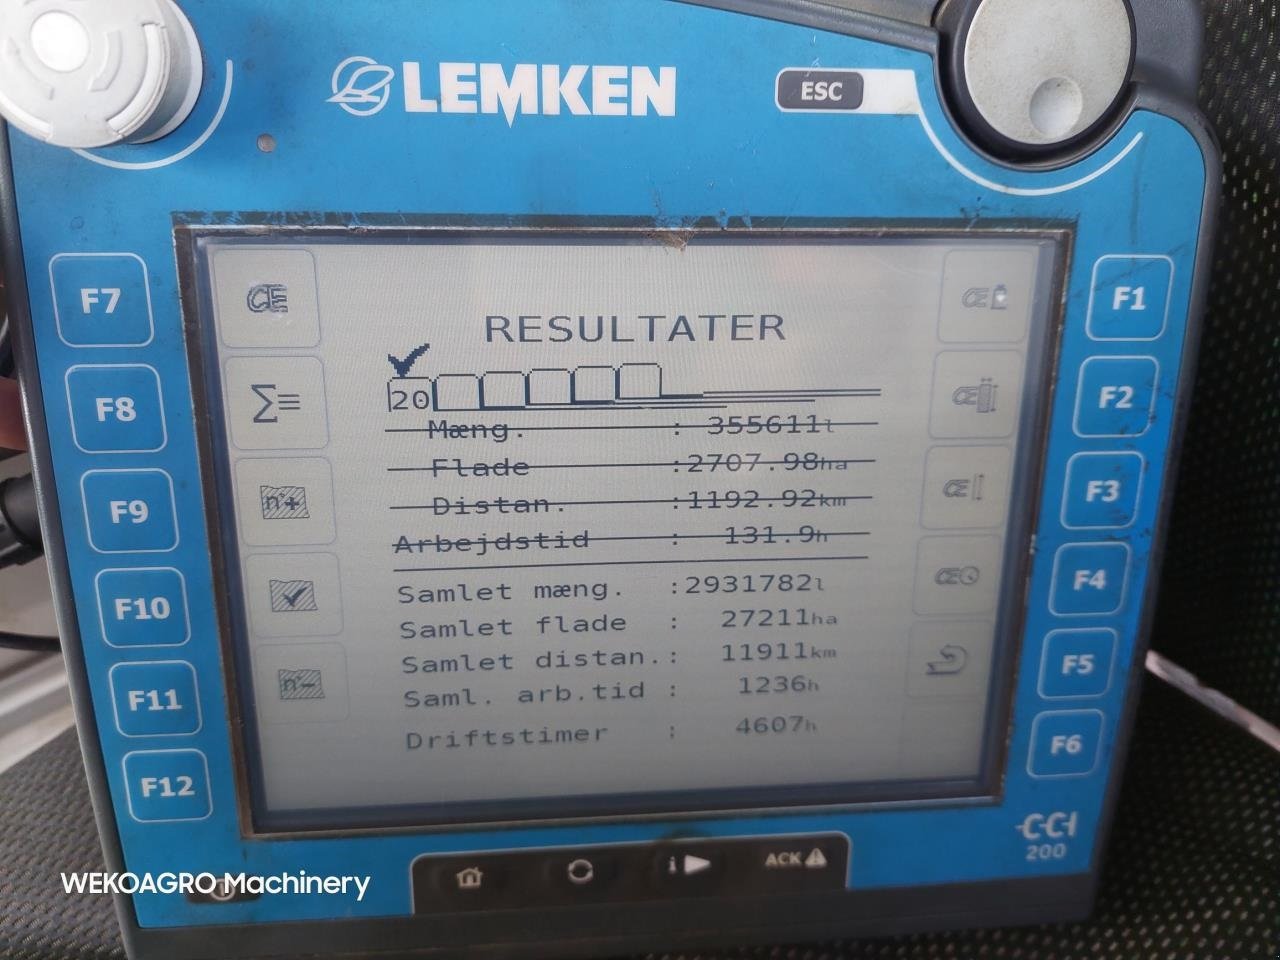 LEMKEN
ESC
F7
F8
F9
F10
F11
F12
F1
F2
F3
F4
F5
F6
RESULTATER
20
Mæng. : 355611l
Flade :2707.98ha
Distan. :1192.92km
Arbejdstid : 131.9h
Samlet mæng. :2931782l
Samlet flade : 27211ha
Samlet distan.: 11911km
Saml. arb.tid : 1236h
Driftstimer : 4607h
n+
n-
CCI
200
i
ACK
WEKOAGRO Machinery